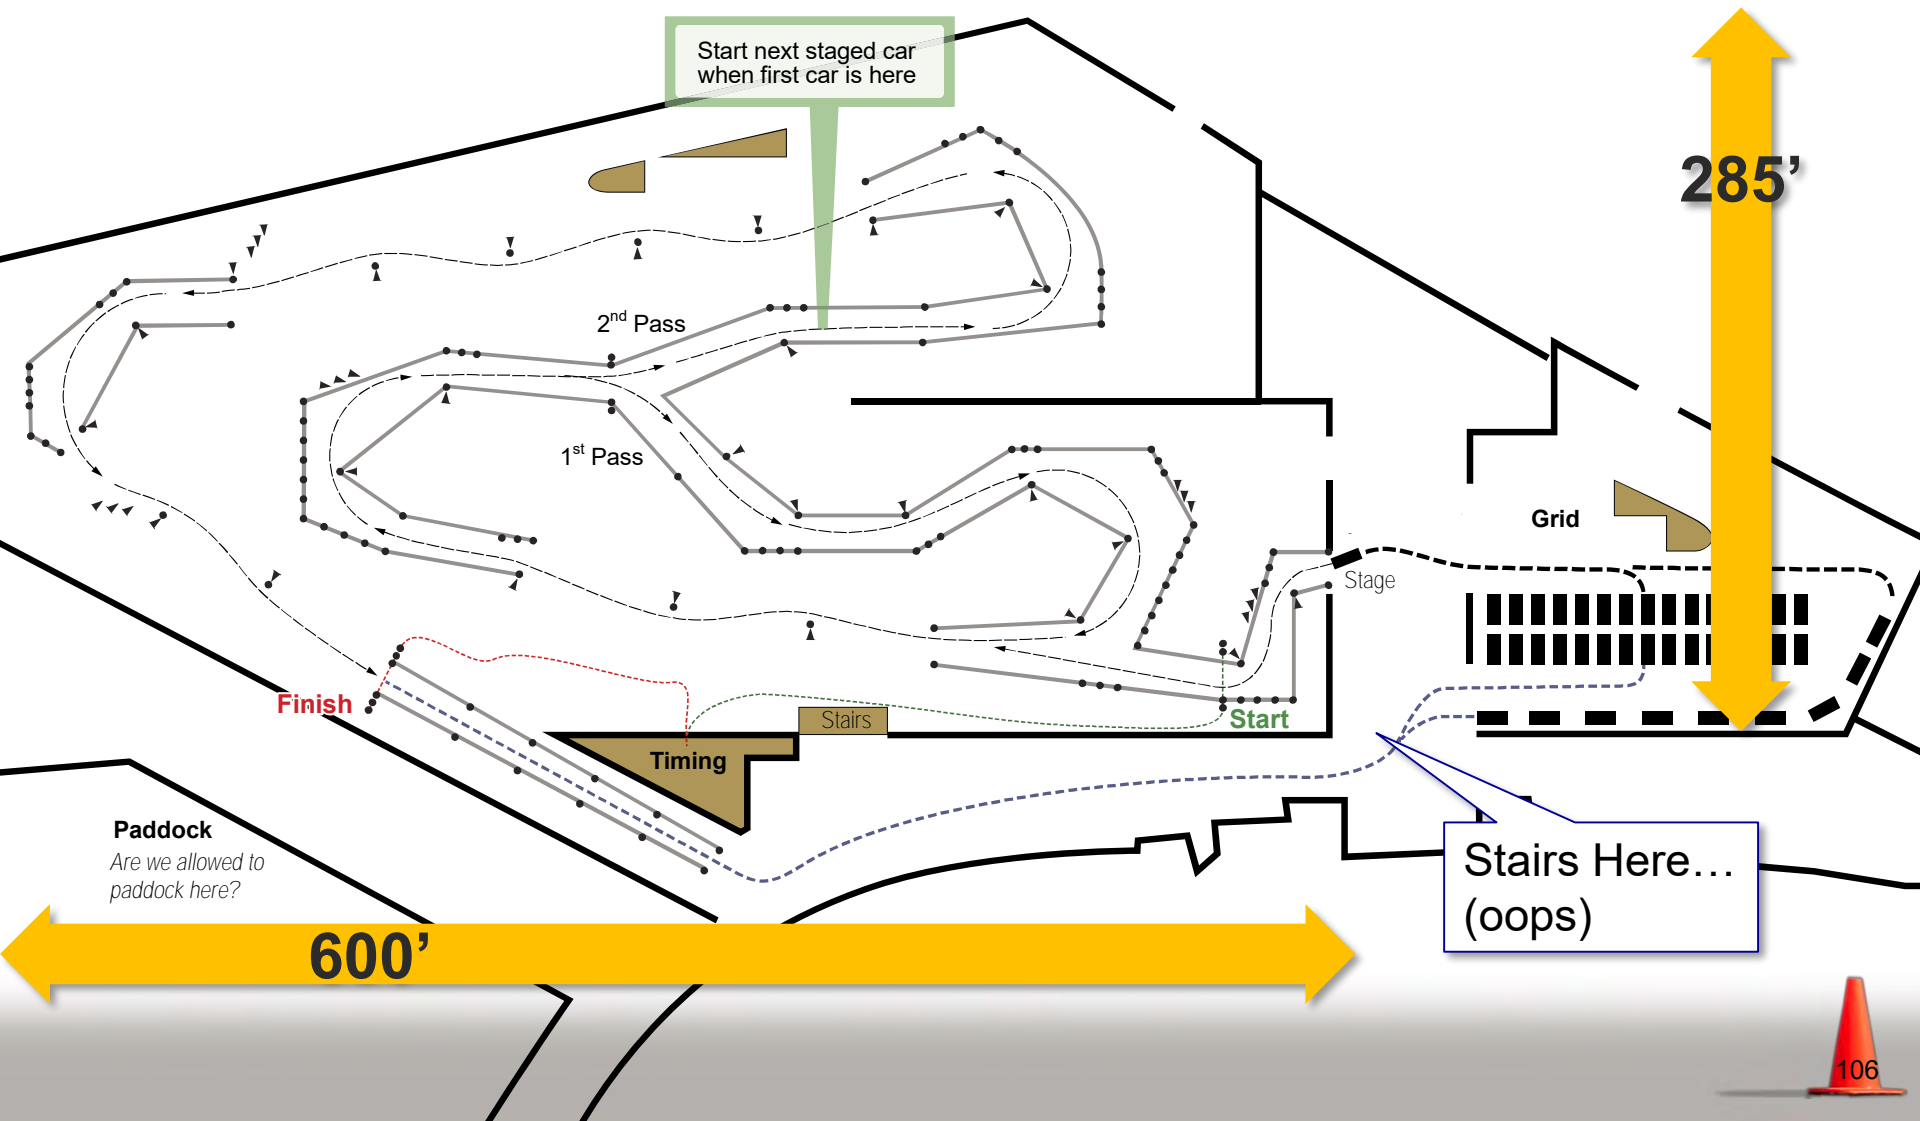 Start next staged car
when first car is here
285’
2nd Pass
1st Pass
Grid
Stage
Finish
Stairs
Start
Timing
Paddock
Are we allowed to
paddock here?
Stairs Here…
(oops)
600’
106